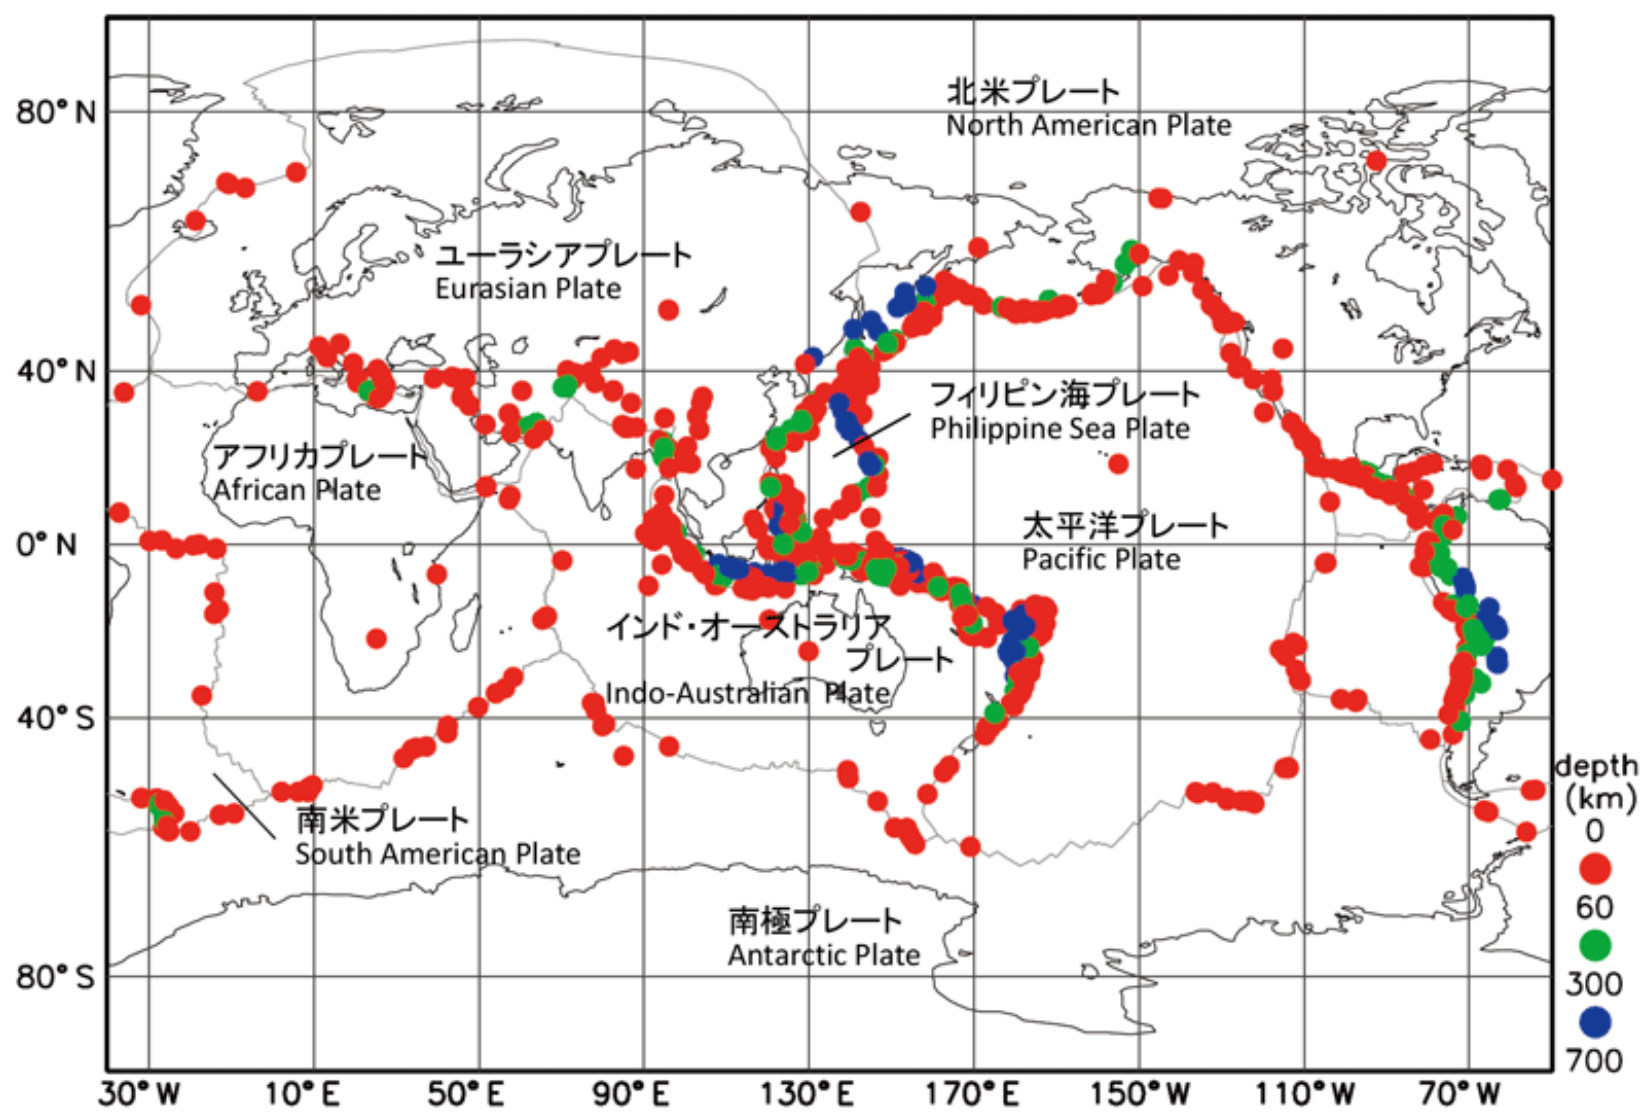 80°N
北米プレート
North American Plate
ユーラシアプレート
Eurasian Plate
40°N
フィリピン海プレート
Philippine Sea Plate
アフリカプレート
African Plate
太平洋プレート
Pacific Plate
0°N
インド・オーストラリア
プレート
Indo-Australian Plate
40°S
depth
(km)
0
60
300
700
南米プレート
South American Plate
南極プレート
Antarctic Plate
80°S
30°W 10°E 50°E 90°E 130°E 170°E 150°W 110°W 70°W